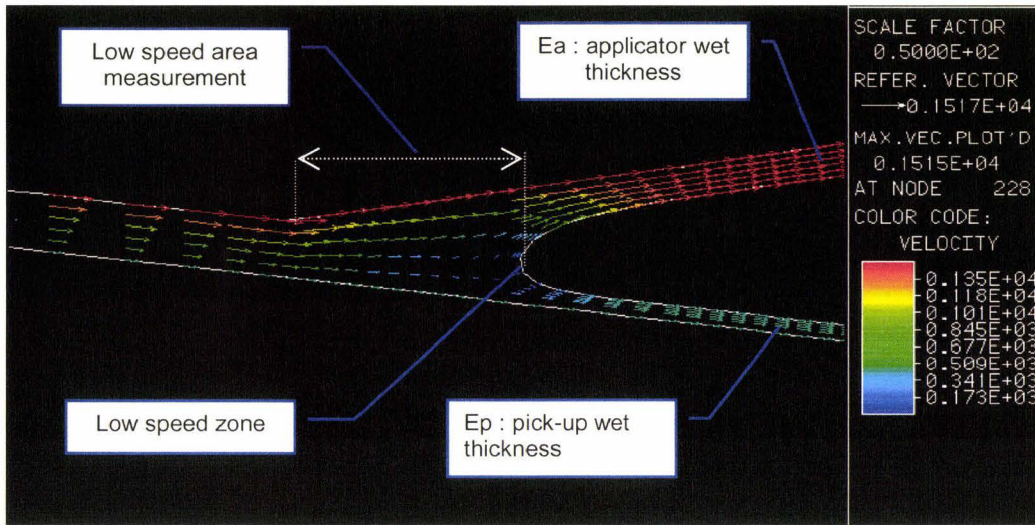 Low speed area
measurement
Ea : applicator wet
thickness
Low speed zone
Ep : pick-up wet
thickness
SCALE FACTOR
0.5000E+02
REFER. VECTOR
0.1517E+04
MAX.VEC.PLOT'D
0.1515E+04
AT NODE 228
COLOR CODE:
VELOCITY
0.135E+04
0.118E+04
0.101E+04
0.845E+03
0.677E+03
0.509E+03
0.341E+03
0.173E+03